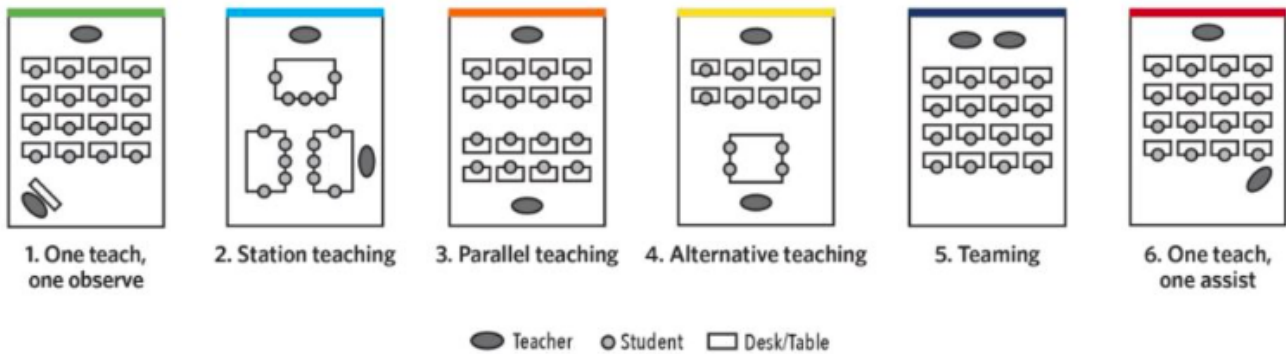 1. One teach,
one observe
2. Station teaching
3. Parallel teaching
4. Alternative teaching
5. Teaming
6. One teach,
one assist
Teacher
Student
Desk/Table